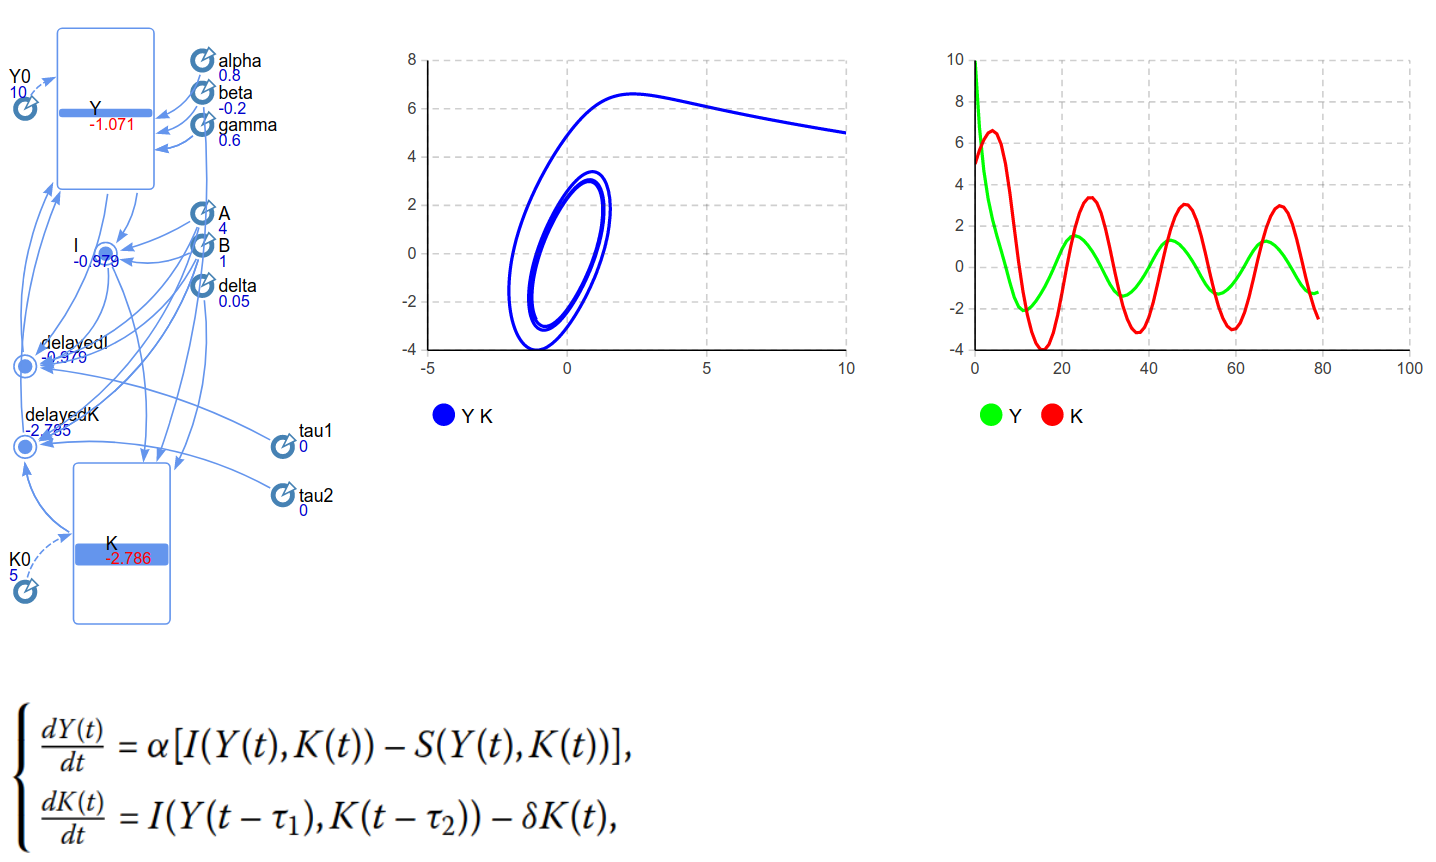 Y0
10
Y
-1.071
alpha
0.8
beta
-0.2
gamma
0.6
I
-0.979
A
4
B
1
delta
0.05
delayedI
-0.979
delayedK
-2.785
tau1
0
tau2
0
K
-2.786
K0
5
8
6
4
2
0
-2
-4
-5 0 5 10
Y K
10
8
6
4
2
0
-2
-4
0 20 40 60 80 100
Y K
dY(t)/dt = α[I(Y(t), K(t)) – S(Y(t), K(t))],
dK(t)/dt = I(Y(t – τ₁), K(t – τ₂)) – δK(t),